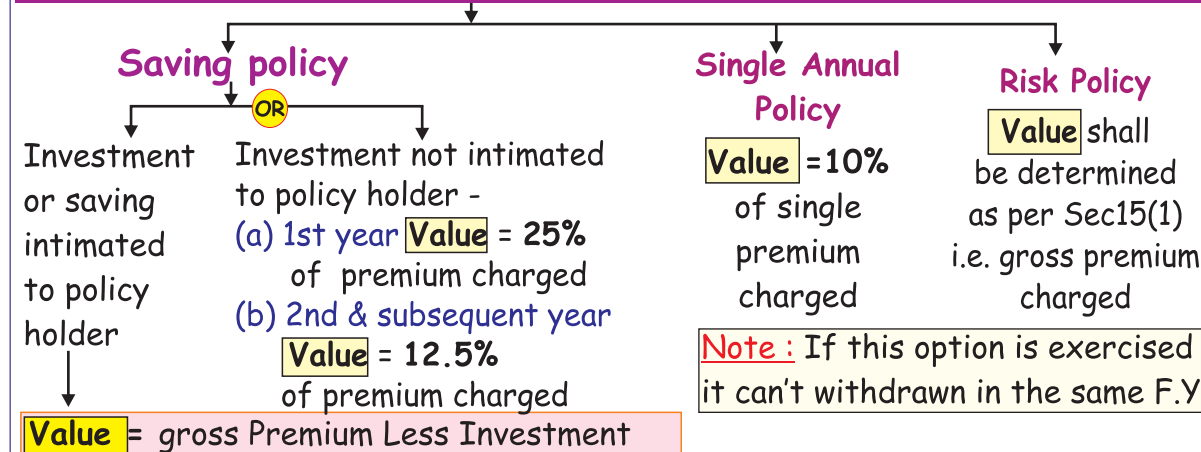 Saving policy
OR
Investment
or saving
intimated
to policy
holder
Investment not intimated
to policy holder -
(a) 1st year Value = 25%
of premium charged
(b) 2nd & subsequent year
Value = 12.5%
of premium charged
Value = gross Premium Less Investment
Single Annual
Policy
Value =10%
of single
premium
charged
Risk Policy
Value shall
be determined
as per Sec15(1)
i.e. gross premium
charged
Note : If this option is exercised
it can't withdrawn in the same F.Y